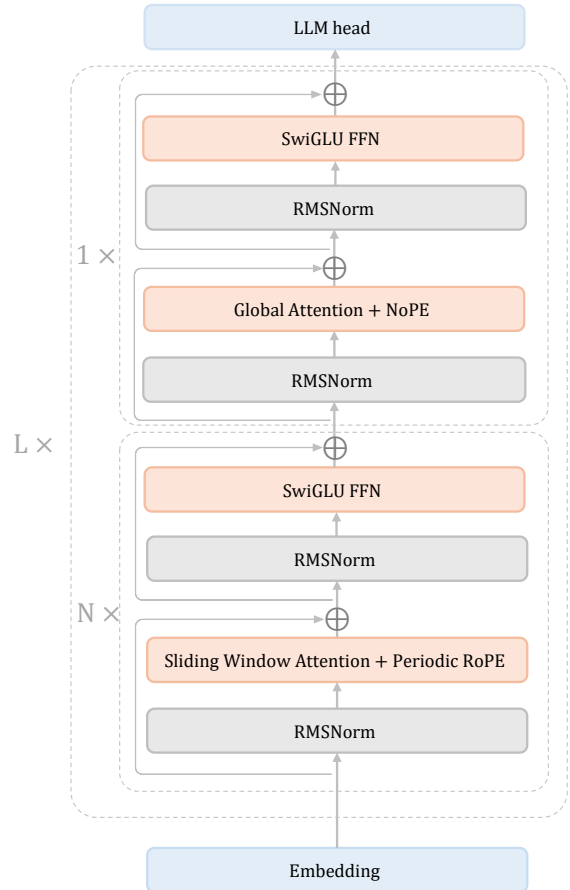 LLM head
SwiGLU FFN
RMSNorm
1 ×
Global Attention + NoPE
RMSNorm
L ×
SwiGLU FFN
RMSNorm
N ×
Sliding Window Attention + Periodic RoPE
RMSNorm
Embedding